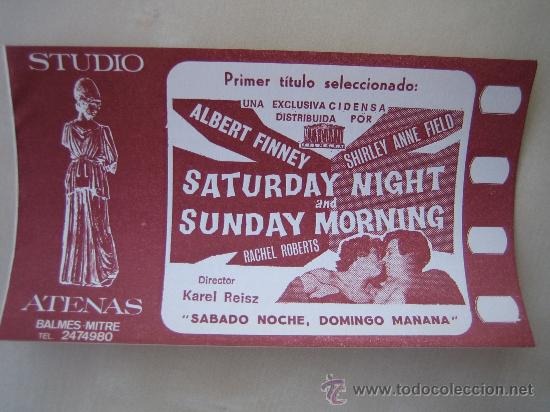 STUDIO
ATENAS
BALMES-MITRE
TEL. 2474980
Primer título seleccionado:
UNA EXCLUSIVA CIDENSA
DISTRIBUIDA POR
ALBERT FINNEY
SHIRLEY ANNE FIELD
SATURDAY NIGHT
and
SUNDAY MORNING
RACHEL ROBERTS
Director
Karel Reisz
"SABADO NOCHE, DOMINGO MAÑANA"
© www.todocoleccion.net